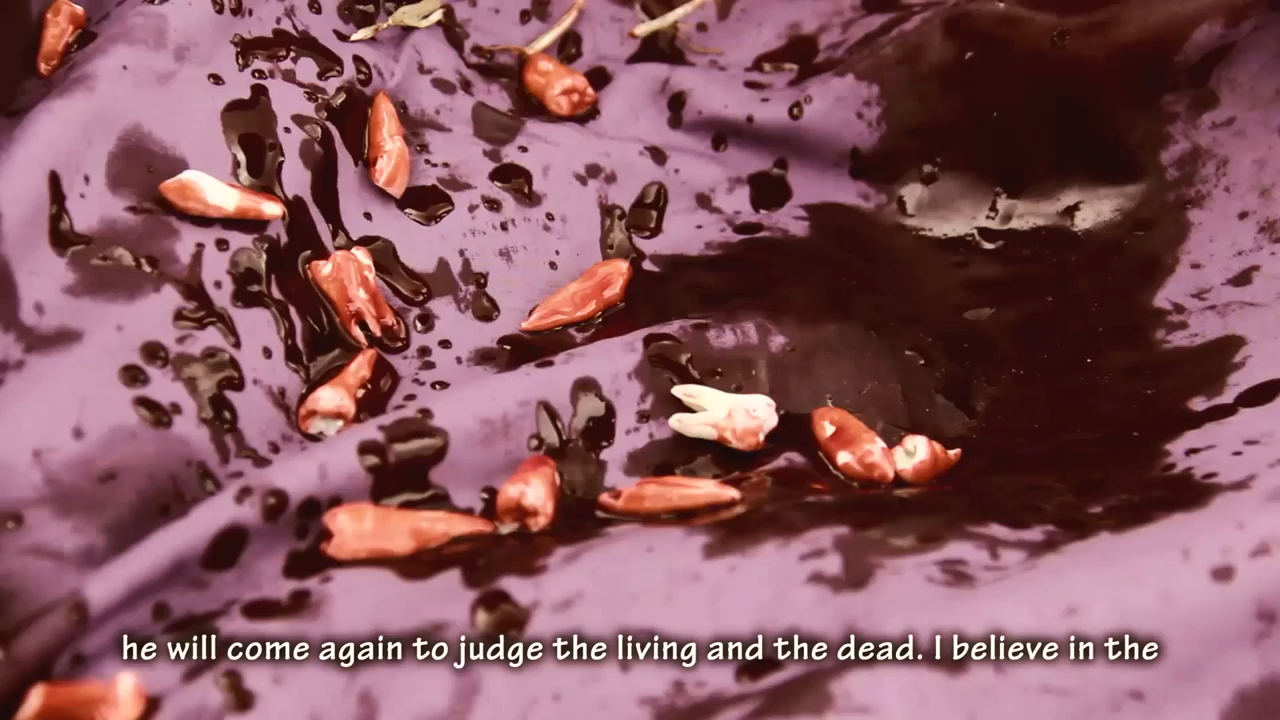 he will come again to judge the living and the dead. I believe in the